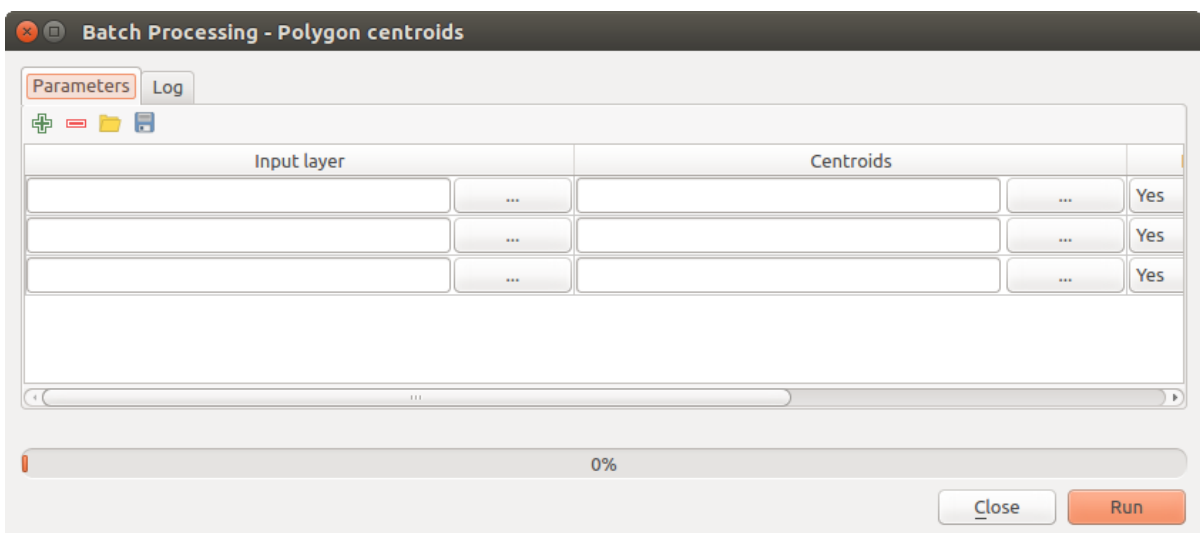 Batch Processing - Polygon centroids
Parameters Log
Input layer Centroids
... ... Yes
... ... Yes
... ... Yes
0%
Close Run